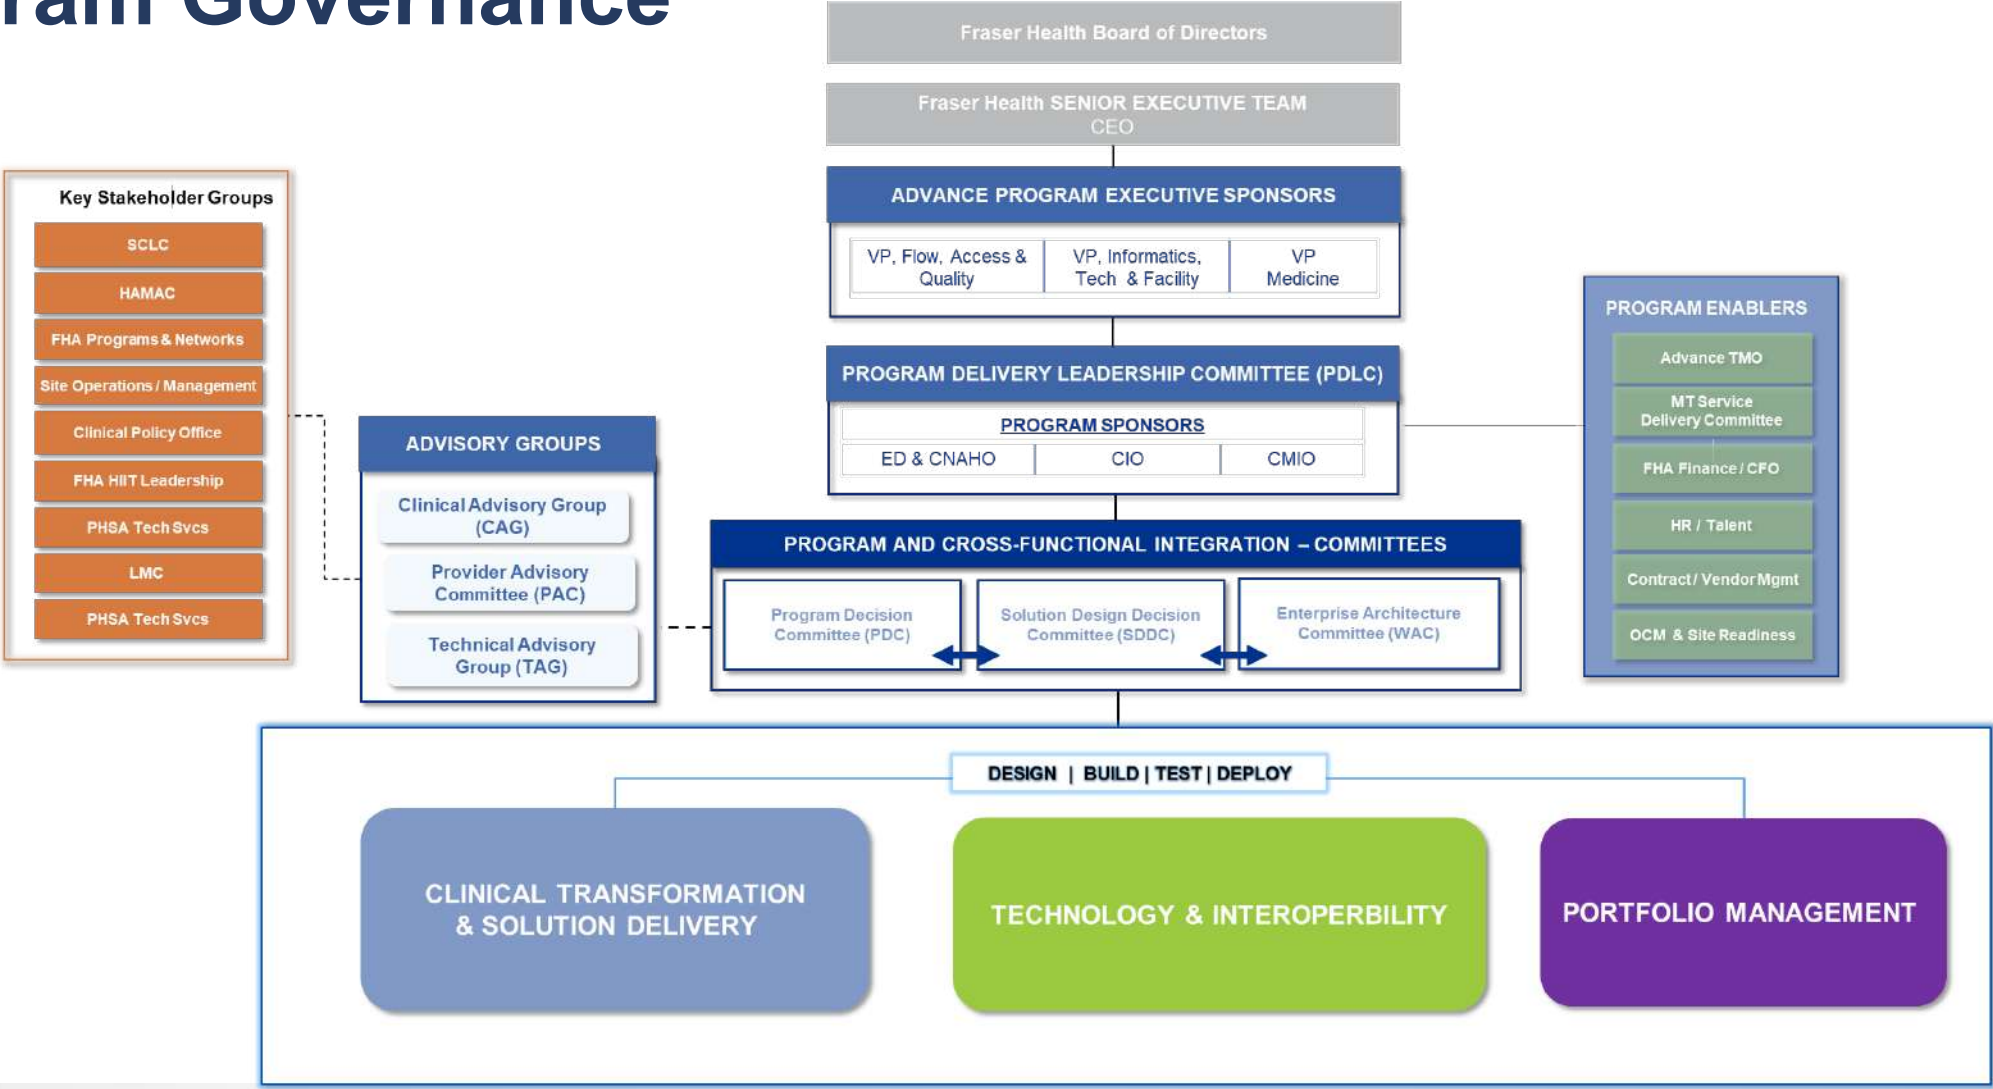 ram Governance
Fraser Health Board of Directors
Fraser Health SENIOR EXECUTIVE TEAM
CEO
ADVANCE PROGRAM EXECUTIVE SPONSORS
VP, Flow, Access &
Quality
VP, Informatics,
Tech & Facility
VP
Medicine
PROGRAM DELIVERY LEADERSHIP COMMITTEE (PDLC)
PROGRAM SPONSORS
ED & CNAHO
CIO
CMIO
Key Stakeholder Groups
SCLC
HAMAC
FHA Programs & Networks
Site Operations / Management
Clinical Policy Office
FHA HIIT Leadership
PHSA Tech Svcs
LMC
PHSA Tech Svcs
ADVISORY GROUPS
Clinical Advisory Group
(CAG)
Provider Advisory
Committee (PAC)
Technical Advisory
Group (TAG)
PROGRAM AND CROSS-FUNCTIONAL INTEGRATION – COMMITTEES
Program Decision
Committee (PDC)
Solution Design Decision
Committee (SDDC)
Enterprise Architecture
Committee (WAC)
PROGRAM ENABLERS
Advance TMO
MT Service
Delivery Committee
FHA Finance / CFO
HR / Talent
Contract / Vendor Mgmt
OCM & Site Readiness
DESIGN | BUILD | TEST | DEPLOY
CLINICAL TRANSFORMATION
& SOLUTION DELIVERY
TECHNOLOGY & INTEROPERBILITY
PORTFOLIO MANAGEMENT